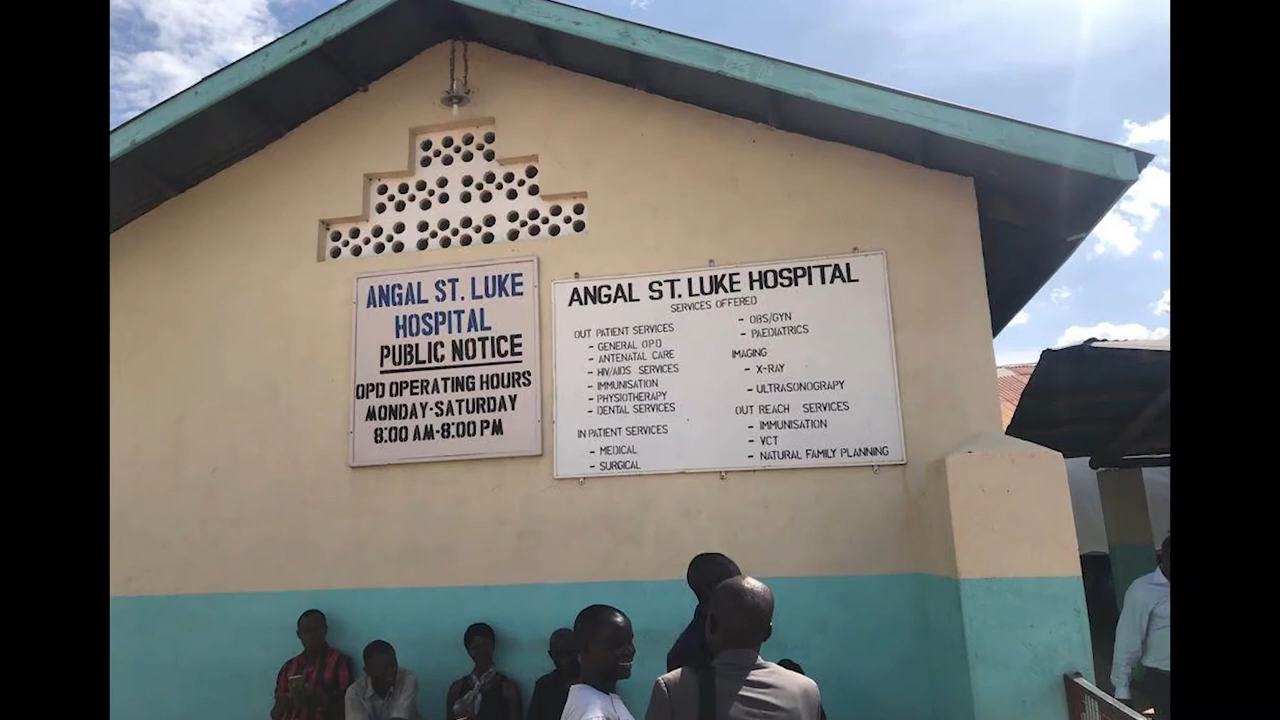 ANGAL ST. LUKE
HOSPITAL
PUBLIC NOTICE
OPD OPERATING HOURS
MONDAY-SATURDAY
8:00 AM-8:00 PM
ANGAL ST. LUKE HOSPITAL
SERVICES OFFERED
OUT PATIENT SERVICES
- GENERAL OPD
- ANTENATAL CARE
- HIV/AIDS SERVICES
- IMMUNISATION
- PHYSIOTHERAPY
- DENTAL SERVICES
IN PATIENT SERVICES
- MEDICAL
- SURGICAL
- OBS/GYN
- PAEDIATRICS
IMAGING
- X-RAY
- ULTRASONOGRAPY
OUT REACH SERVICES
- IMMUNISATION
- VCT
- NATURAL FAMILY PLANNING